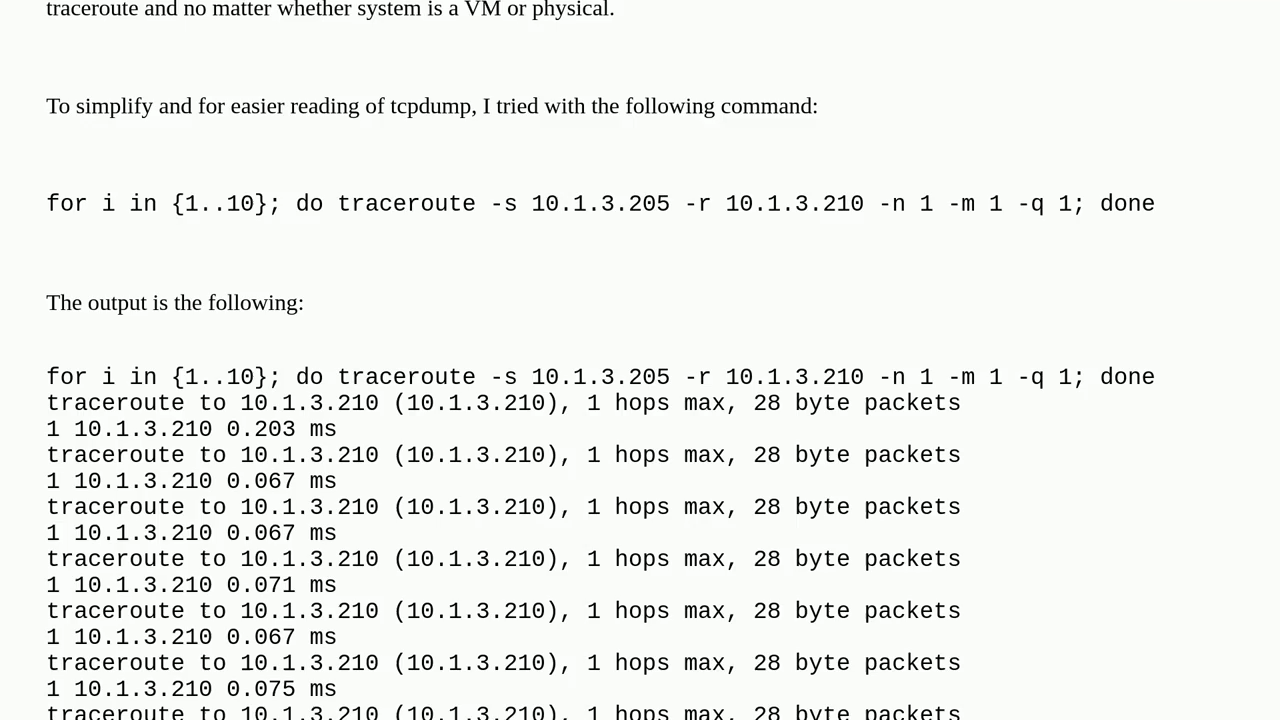 traceroute and no matter whether system is a VM or physical.
To simplify and for easier reading of tcpdump, I tried with the following command:
for i in {1..10}; do traceroute -s 10.1.3.205 -r 10.1.3.210 -n 1 -m 1 -q 1; done
The output is the following:
for i in {1..10}; do traceroute -s 10.1.3.205 -r 10.1.3.210 -n 1 -m 1 -q 1; done
traceroute to 10.1.3.210 (10.1.3.210), 1 hops max, 28 byte packets
1 10.1.3.210 0.203 ms
traceroute to 10.1.3.210 (10.1.3.210), 1 hops max, 28 byte packets
1 10.1.3.210 0.067 ms
traceroute to 10.1.3.210 (10.1.3.210), 1 hops max, 28 byte packets
1 10.1.3.210 0.067 ms
traceroute to 10.1.3.210 (10.1.3.210), 1 hops max, 28 byte packets
1 10.1.3.210 0.071 ms
traceroute to 10.1.3.210 (10.1.3.210), 1 hops max, 28 byte packets
1 10.1.3.210 0.067 ms
traceroute to 10.1.3.210 (10.1.3.210), 1 hops max, 28 byte packets
1 10.1.3.210 0.075 ms
traceroute to 10.1.3.210 (10.1.3.210), 1 hops max, 28 byte packets